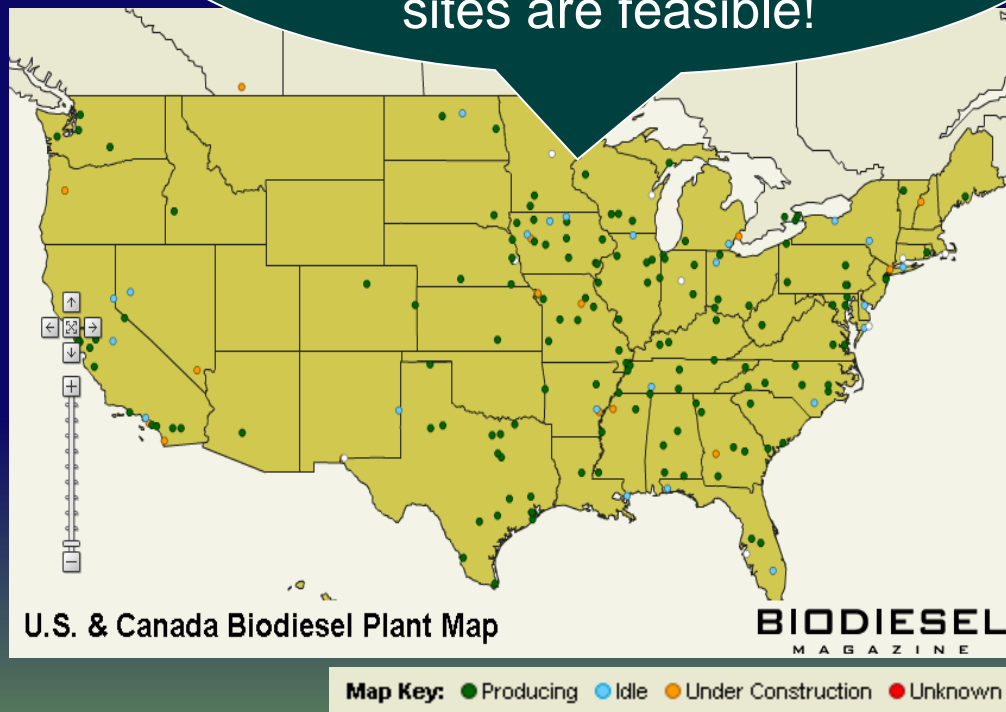 sites are feasible!
U.S. & Canada Biodiesel Plant Map
BIODIESEL
MAGAZINE
Map Key: Producing Idle Under Construction Unknown